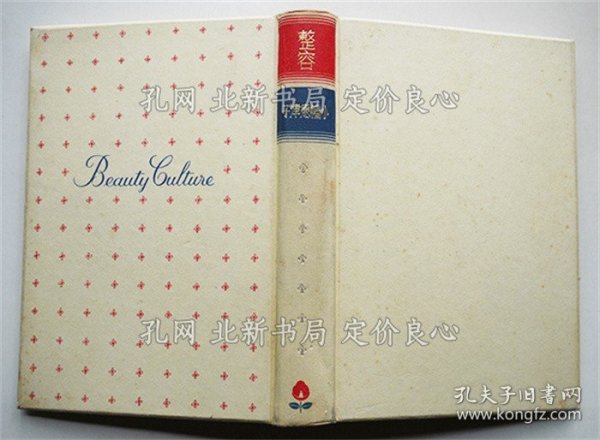 整容
Beauty Culture
孔网 北新书局 定价良心
孔网 北新书局 定价良心
孔夫子旧书网
www.kongfz.com